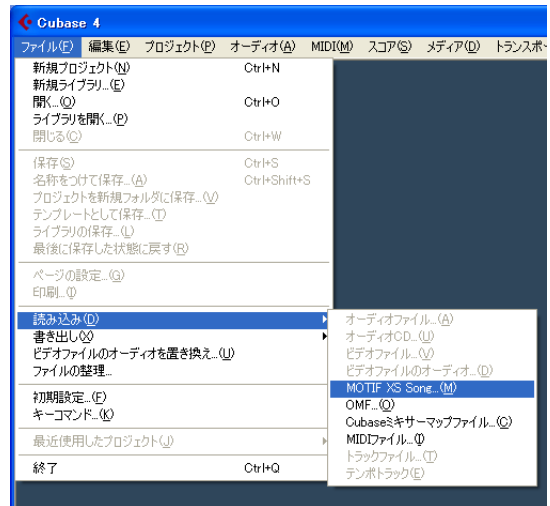 Cubase 4
ファイル(F) 編集(E) プロジェクト(P) オーディオ(A) MIDI(M) スコア(S) メディア(D) トランスポー
新規プロジェクト(N) Ctrl+N
新規ライブラリ...(E)
開く...(O) Ctrl+O
ライブラリを開く...(P)
閉じる(C) Ctrl+W
保存(S) Ctrl+S
名称をつけて保存...(A) Ctrl+Shift+S
プロジェクトを新規フォルダに保存...(V)
テンプレートとして保存...(T)
ライブラリの保存...(L)
最後に保存した状態に戻す(R)
ページの設定...(G)
印刷...(I)
読み込み(D)
書き出し(X)
ビデオファイルのオーディオを置き換え...(U)
ファイルの整理...
初期設定...(F)
キーコマンド...(K)
最近使用したプロジェクト(J)
終了 Ctrl+Q
オーディオファイル...(A)
オーディオCD...(U)
ビデオファイル...(V)
ビデオファイルのオーディオ...(D)
MOTIF XS Song...(M)
OMF...(O)
Cubaseミキサーマップファイル...(C)
MIDIファイル...(I)
トラックファイル...(T)
テンポトラック(E)